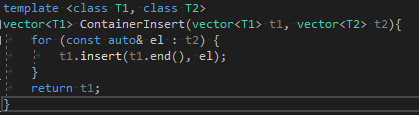 template <class T1, class T2>
vector<T1> ContainerInsert(vector<T1> t1, vector<T2> t2){
    for (const auto& el : t2) {
        t1.insert(t1.end(), el);
    }
    return t1;
}